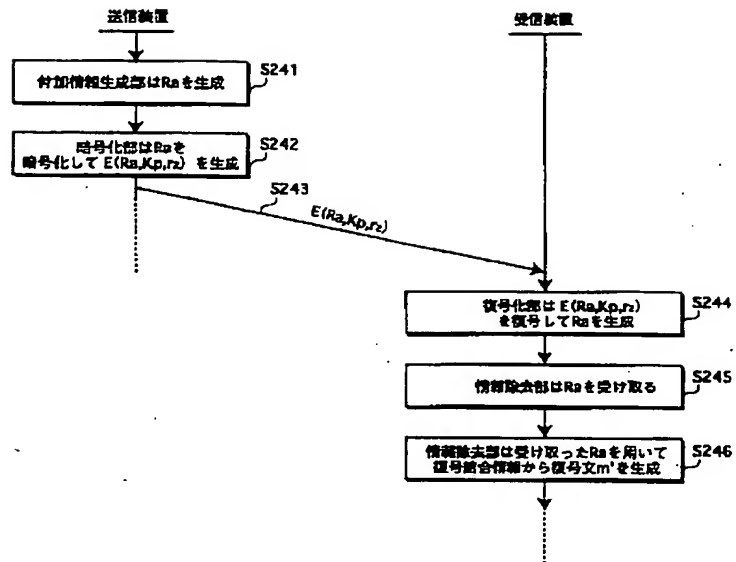 送信装置
受信装置
付加情報生成部はRaを生成
S241
暗号化部はRaを
暗号化して E(Ra,Kp,r2) を生成
S242
S243
E(Ra,Kp,r2)
復号化部は E(Ra,Kp,r2)
を復号してRaを生成
S244
情報除去部はRaを受け取る
S245
情報除去部は受け取ったRaを用いて
復号結合情報から復号文m'を生成
S246